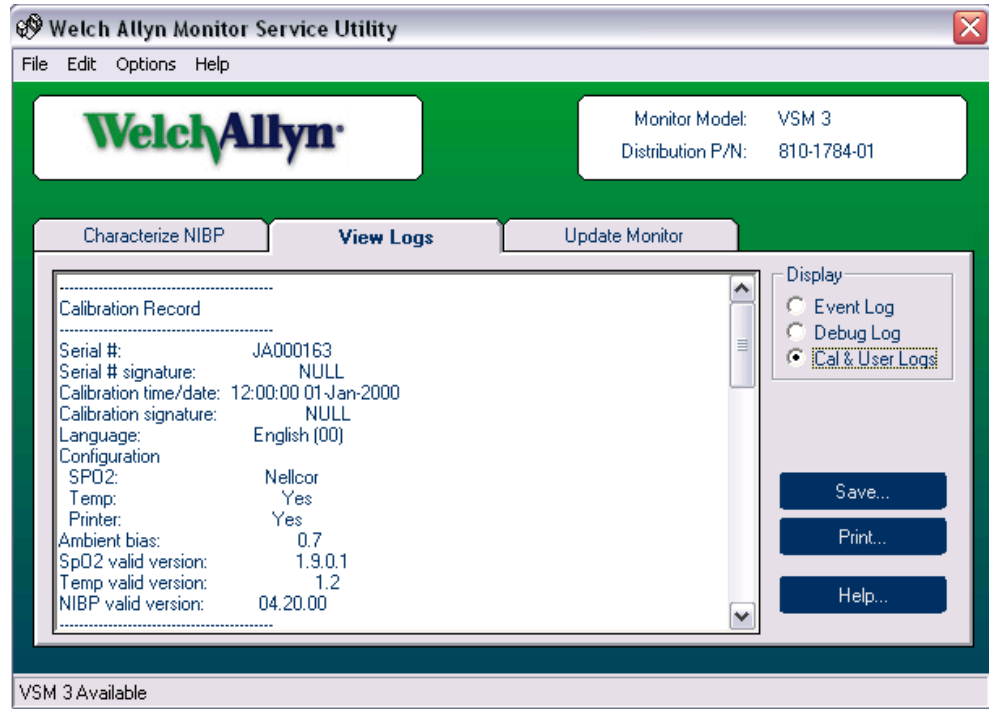 Welch Allyn Monitor Service Utility
File Edit Options Help
WelchAllyn
Monitor Model: VSM 3
Distribution P/N: 810-1784-01
Characterize NIBP
View Logs
Update Monitor
--------------------------------------------
Calibration Record
--------------------------------------------
Serial #: JA000163
Serial # signature: NULL
Calibration time/date: 12:00:00 01-Jan-2000
Calibration signature: NULL
Language: English (00)
Configuration
SPO2: Nellcor
Temp: Yes
Printer: Yes
Ambient bias: 0.7
SpO2 valid version: 1.9.0.1
Temp valid version: 1.2
NIBP valid version: 04.20.00
--------------------------------------------
Display
Event Log
Debug Log
Cal & User Logs
Save...
Print...
Help...
VSM 3 Available